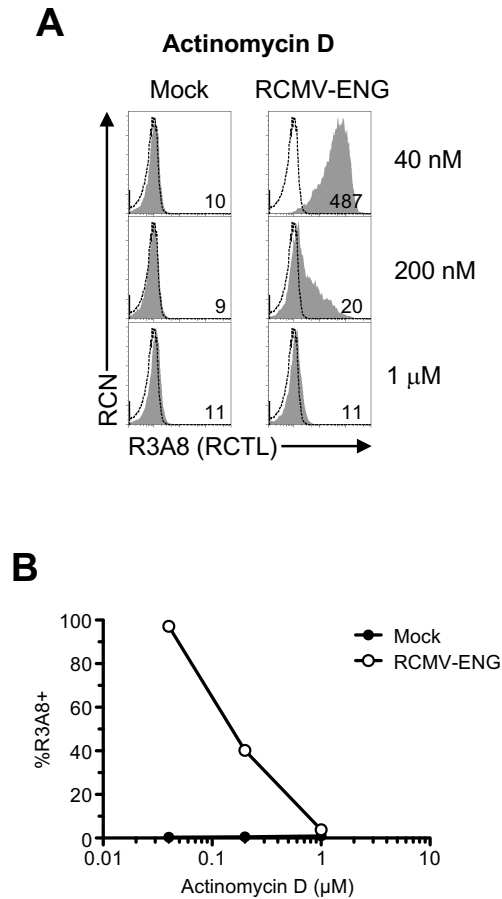 A
Actinomycin D
Mock RCMV-ENG
10 487 40 nM
9 20 200 nM
11 11 1 μM
RCN
R3A8 (RCTL)
B
100
80
60
40
20
0
%R3A8+
Mock
RCMV-ENG
0.01 0.1 1 10
Actinomycin D (μM)